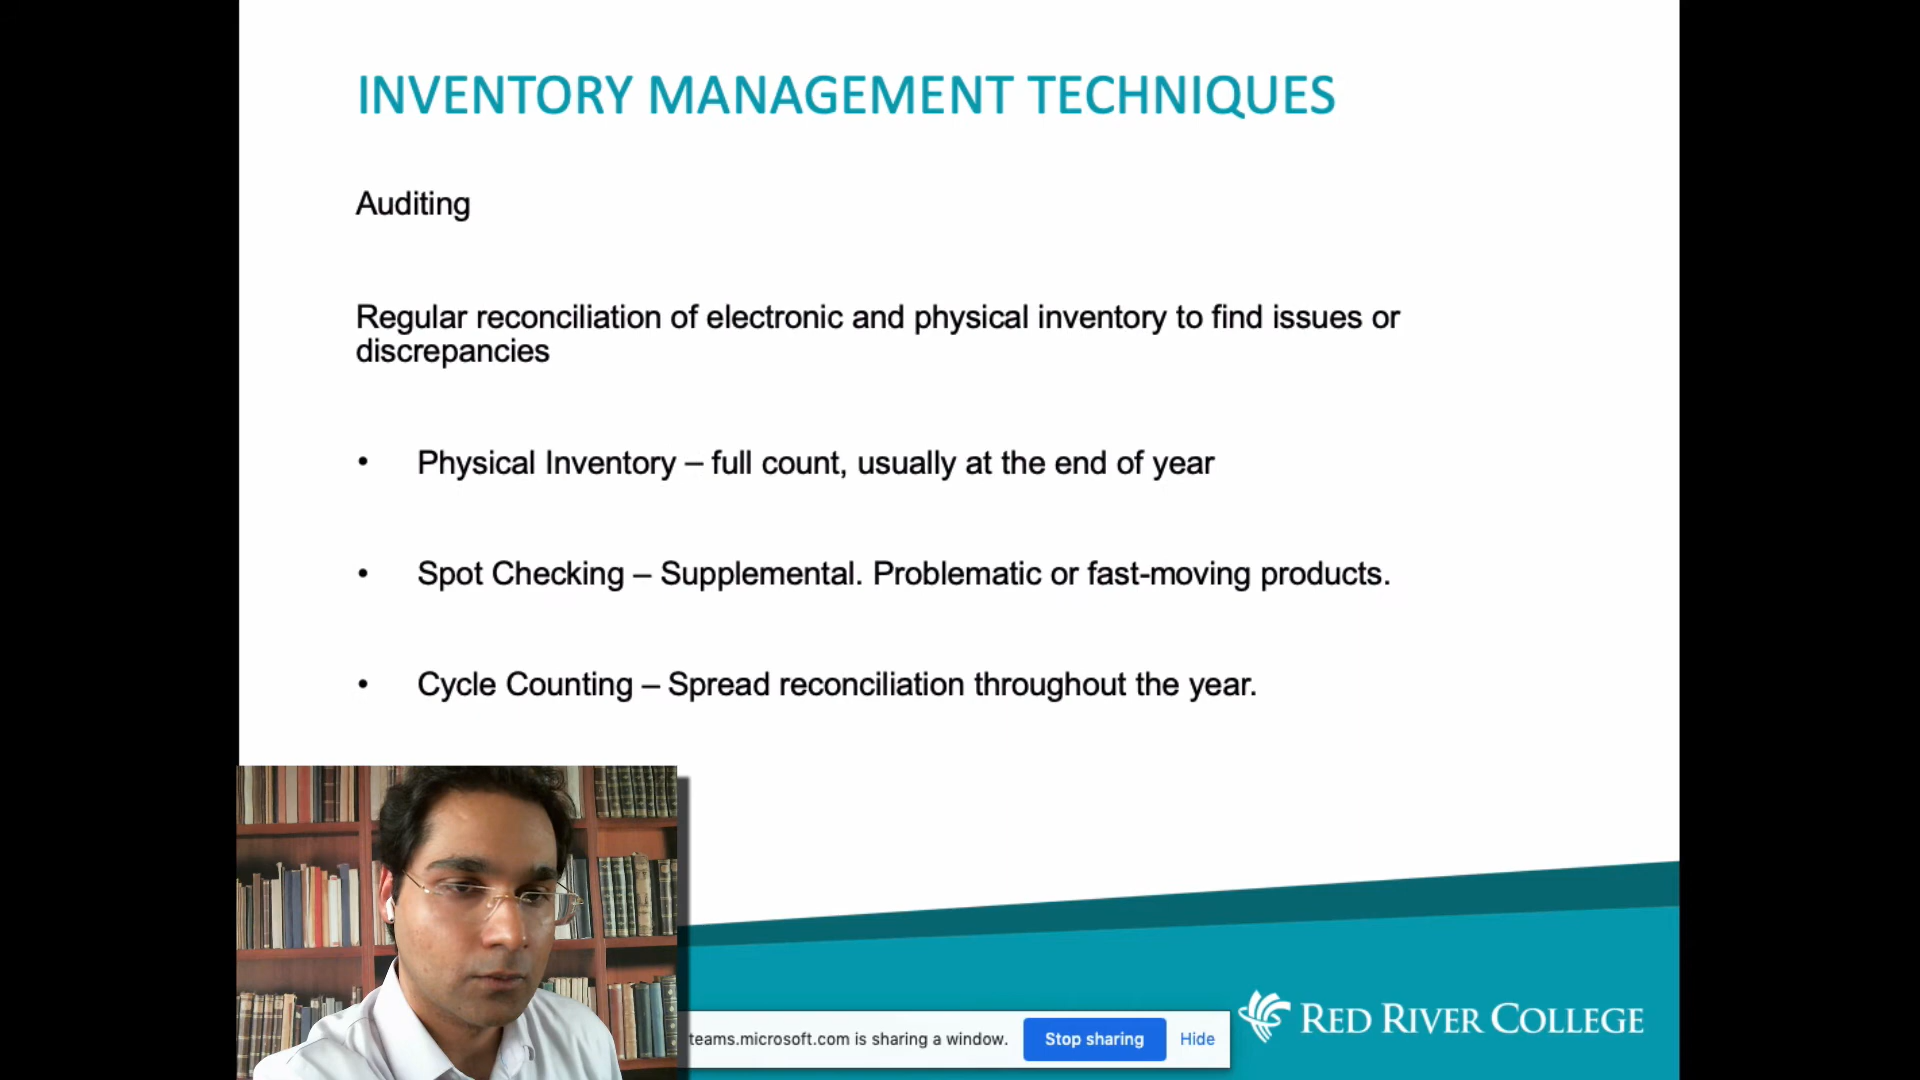 INVENTORY MANAGEMENT TECHNIQUES
Auditing
Regular reconciliation of electronic and physical inventory to find issues or
discrepancies
• Physical Inventory – full count, usually at the end of year
• Spot Checking – Supplemental. Problematic or fast-moving products.
• Cycle Counting – Spread reconciliation throughout the year.
teams.microsoft.com is sharing a window. Stop sharing Hide
RED RIVER COLLEGE